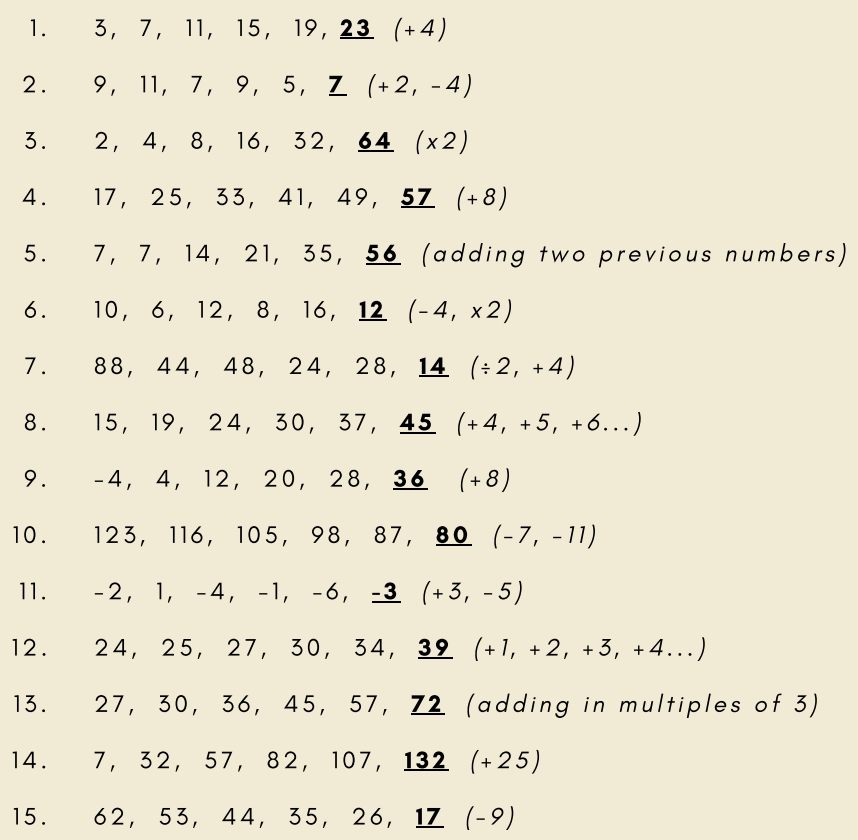 1. 3, 7, 11, 15, 19, 23 (+4)
2. 9, 11, 7, 9, 5, 7 (+2, -4)
3. 2, 4, 8, 16, 32, 64 (x2)
4. 17, 25, 33, 41, 49, 57 (+8)
5. 7, 7, 14, 21, 35, 56 (adding two previous numbers)
6. 10, 6, 12, 8, 16, 12 (-4, x2)
7. 88, 44, 48, 24, 28, 14 (÷2, +4)
8. 15, 19, 24, 30, 37, 45 (+4, +5, +6...)
9. -4, 4, 12, 20, 28, 36 (+8)
10. 123, 116, 105, 98, 87, 80 (-7, -11)
11. -2, 1, -4, -1, -6, -3 (+3, -5)
12. 24, 25, 27, 30, 34, 39 (+1, +2, +3, +4...)
13. 27, 30, 36, 45, 57, 72 (adding in multiples of 3)
14. 7, 32, 57, 82, 107, 132 (+25)
15. 62, 53, 44, 35, 26, 17 (-9)